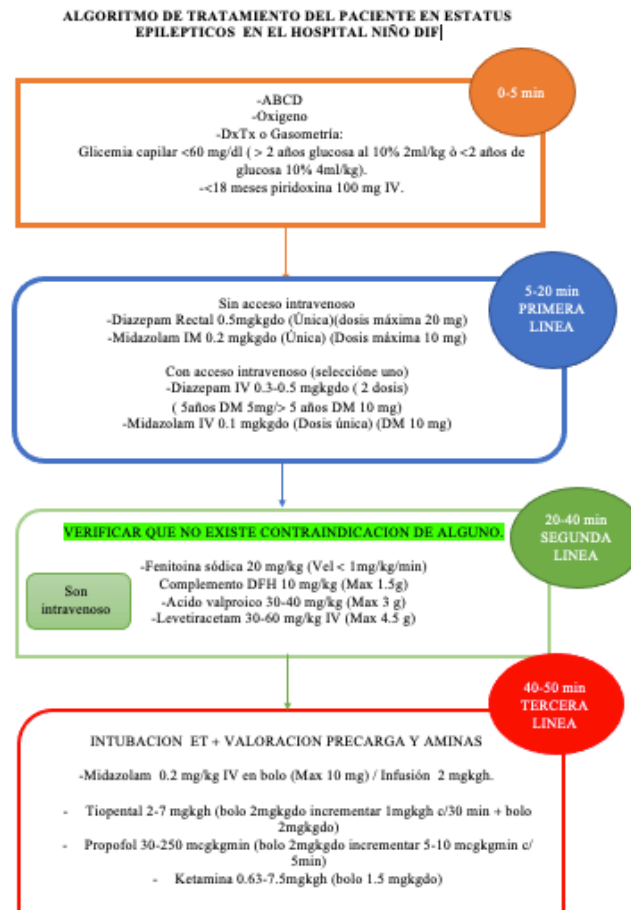 ALGORITMO DE TRATAMIENTO DEL PACIENTE EN ESTATUS
EPILEPTICOS EN EL HOSPITAL NIÑO DIF
0-5 min
-ABCD
-Oxigeno
-DxTx o Gasometría:
Glicemia capilar <60 mg/dl ( > 2 años glucosa al 10% 2ml/kg ò <2 años de
glucosa 10% 4ml/kg).
-<18 meses piridoxina 100 mg IV.
5-20 min
PRIMERA
LINEA
Sin acceso intravenoso
-Diazepam Rectal 0.5mgkgdo (Única)(dosis máxima 20 mg)
-Midazolam IM 0.2 mgkgdo (Única) (Dosis máxima 10 mg)
Con acceso intravenoso (seleccióne uno)
-Diazepam IV 0.3-0.5 mgkgdo ( 2 dosis)
( 5años DM 5mg/> 5 años DM 10 mg)
-Midazolam IV 0.1 mgkgdo (Dosis única) (DM 10 mg)
20-40 min
SEGUNDA
LINEA
VERIFICAR QUE NO EXISTE CONTRAINDICACION DE ALGUNO.
-Fenitoina sódica 20 mg/kg (Vel < 1mg/kg/min)
Complemento DFH 10 mg/kg (Max 1.5g)
-Acido valproico 30-40 mg/kg (Max 3 g)
-Levetiracetam 30-60 mg/kg IV (Max 4.5 g)
Son
intravenoso
40-50 min
TERCERA
LINEA
INTUBACION ET + VALORACION PRECARGA Y AMINAS
-Midazolam 0.2 mg/kg IV en bolo (Max 10 mg) / Infusión 2 mgkgh.
- Tiopental 2-7 mgkgh (bolo 2mgkgdo incrementar 1mgkgh c/30 min + bolo
2mgkgdo)
- Propofol 30-250 mcgkgmin (bolo 2mgkgdo incrementar 5-10 mcgkgmin c/
5min)
- Ketamina 0.63-7.5mgkgh (bolo 1.5 mgkgdo)